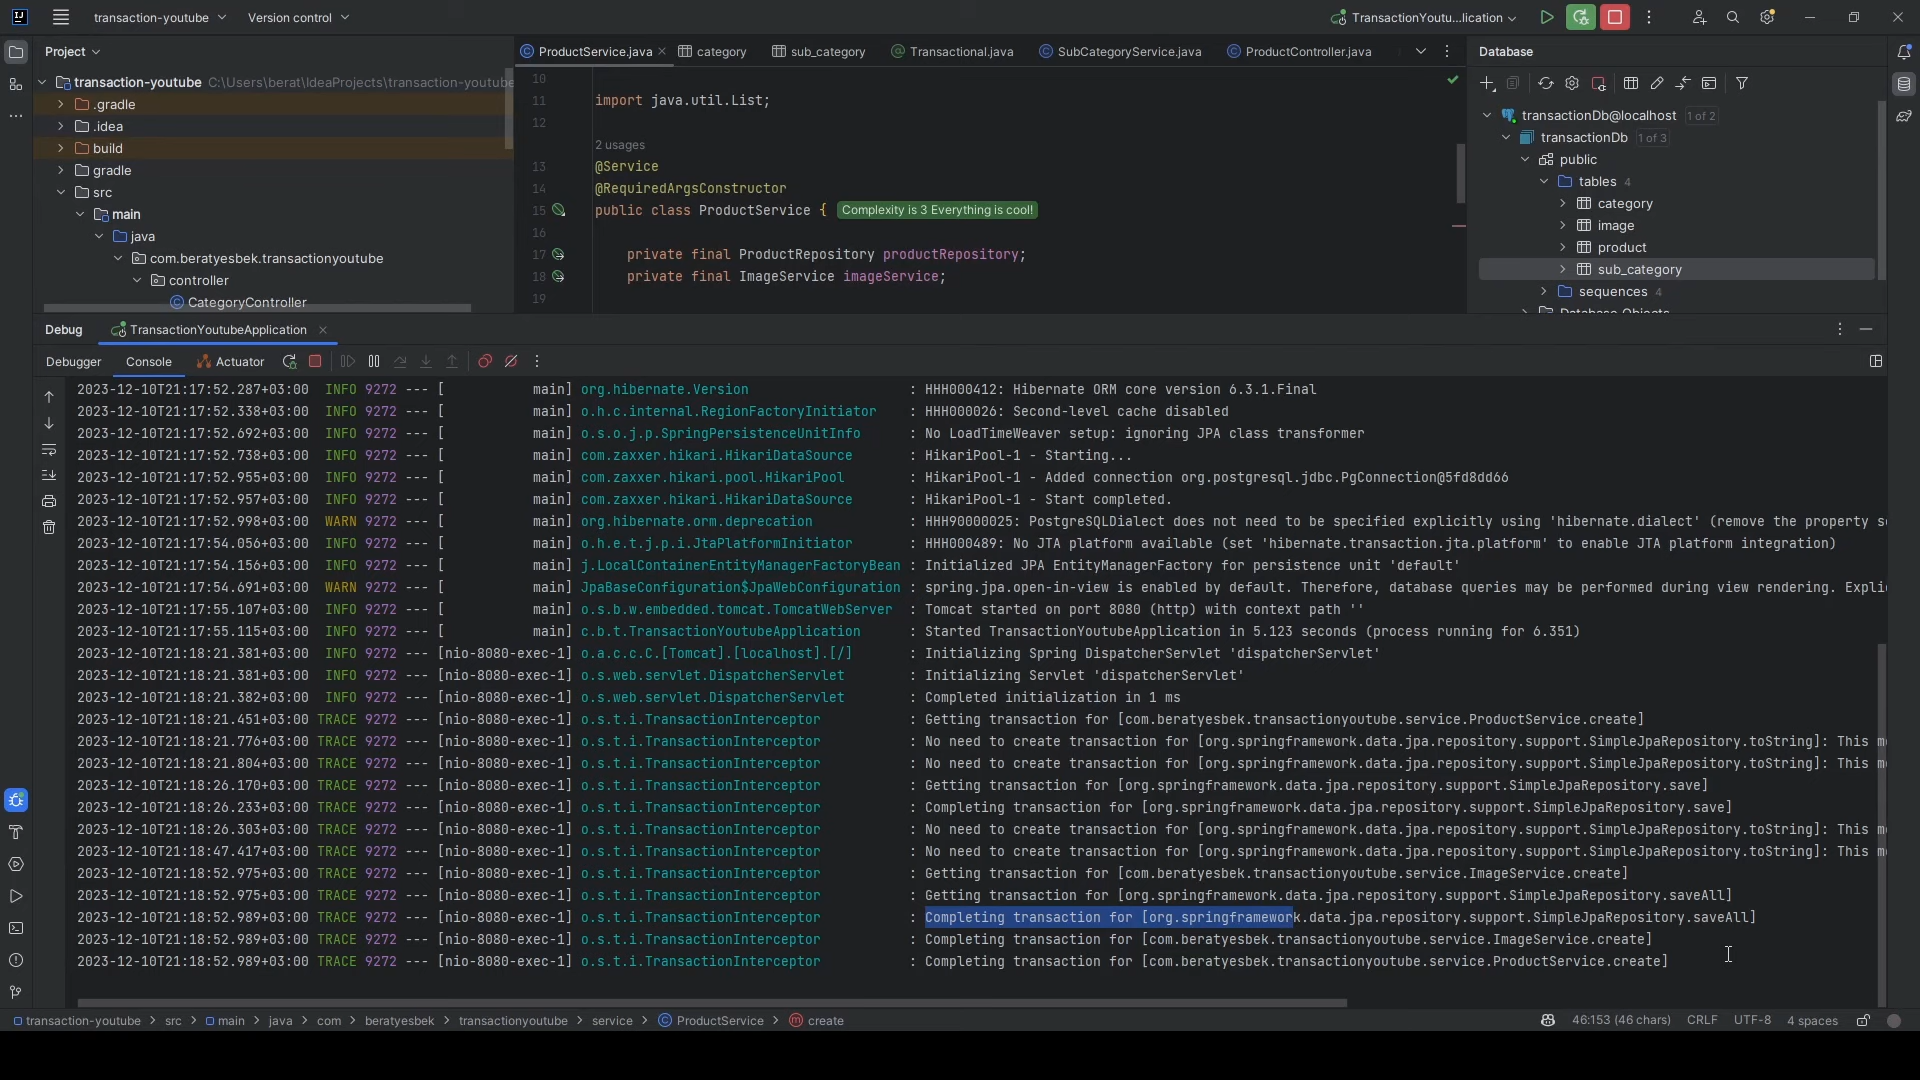 transaction-youtube
Version control
TransactionYoutu...lication
Project
ProductService.java
category
sub_category
Transactional.java
SubCategoryService.java
ProductController.java
Database
transaction-youtube C:\Users\berat\IdeaProjects\transaction-youtube
.gradle
.idea
build
gradle
src
main
java
com.beratyesbek.transactionyoutube
controller
CategoryController
10
11 import java.util.List;
12
2 usages
13 @Service
14 @RequiredArgsConstructor
15 public class ProductService { Complexity is 3 Everything is cool!
16
17 private final ProductRepository productRepository;
18 private final ImageService imageService;
19
transactionDb@localhost 1 of 2
transactionDb 1 of 3
public
tables 4
category
image
product
sub_category
sequences 4
Database Objects
Debug
TransactionYoutubeApplication
Debugger
Console
Actuator
2023-12-10T21:17:52.287+03:00 INFO 9272 --- [ main] org.hibernate.Version : HHH000412: Hibernate ORM core version 6.3.1.Final
2023-12-10T21:17:52.338+03:00 INFO 9272 --- [ main] o.h.c.internal.RegionFactoryInitiator : HHH000026: Second-level cache disabled
2023-12-10T21:17:52.692+03:00 INFO 9272 --- [ main] o.s.o.j.p.SpringPersistenceUnitInfo : No LoadTimeWeaver setup: ignoring JPA class transformer
2023-12-10T21:17:52.738+03:00 INFO 9272 --- [ main] com.zaxxer.hikari.HikariDataSource : HikariPool-1 - Starting...
2023-12-10T21:17:52.955+03:00 INFO 9272 --- [ main] com.zaxxer.hikari.pool.HikariPool : HikariPool-1 - Added connection org.postgresql.jdbc.PgConnection@5fd8dd66
2023-12-10T21:17:52.957+03:00 INFO 9272 --- [ main] com.zaxxer.hikari.HikariDataSource : HikariPool-1 - Start completed.
2023-12-10T21:17:52.998+03:00 WARN 9272 --- [ main] org.hibernate.orm.deprecation : HHH90000025: PostgreSQLDialect does not need to be specified explicitly using 'hibernate.dialect' (remove the property s
2023-12-10T21:17:54.056+03:00 INFO 9272 --- [ main] o.h.e.t.j.p.i.JtaPlatformInitiator : HHH000489: No JTA platform available (set 'hibernate.transaction.jta.platform' to enable JTA platform integration)
2023-12-10T21:17:54.156+03:00 INFO 9272 --- [ main] j.LocalContainerEntityManagerFactoryBean : Initialized JPA EntityManagerFactory for persistence unit 'default'
2023-12-10T21:17:54.691+03:00 WARN 9272 --- [ main] JpaBaseConfiguration$JpaWebConfiguration : spring.jpa.open-in-view is enabled by default. Therefore, database queries may be performed during view rendering. Expli
2023-12-10T21:17:55.107+03:00 INFO 9272 --- [ main] o.s.b.w.embedded.tomcat.TomcatWebServer : Tomcat started on port 8080 (http) with context path ''
2023-12-10T21:17:55.115+03:00 INFO 9272 --- [ main] c.b.t.TransactionYoutubeApplication : Started TransactionYoutubeApplication in 5.123 seconds (process running for 6.351)
2023-12-10T21:18:21.381+03:00 INFO 9272 --- [nio-8080-exec-1] o.a.c.c.C.[Tomcat].[localhost].[/] : Initializing Spring DispatcherServlet 'dispatcherServlet'
2023-12-10T21:18:21.381+03:00 INFO 9272 --- [nio-8080-exec-1] o.s.web.servlet.DispatcherServlet : Initializing Servlet 'dispatcherServlet'
2023-12-10T21:18:21.382+03:00 INFO 9272 --- [nio-8080-exec-1] o.s.web.servlet.DispatcherServlet : Completed initialization in 1 ms
2023-12-10T21:18:21.451+03:00 TRACE 9272 --- [nio-8080-exec-1] o.s.t.i.TransactionInterceptor : Getting transaction for [com.beratyesbek.transactionyoutube.service.ProductService.create]
2023-12-10T21:18:21.776+03:00 TRACE 9272 --- [nio-8080-exec-1] o.s.t.i.TransactionInterceptor : No need to create transaction for [org.springframework.data.jpa.repository.support.SimpleJpaRepository.toString]: This m
2023-12-10T21:18:21.804+03:00 TRACE 9272 --- [nio-8080-exec-1] o.s.t.i.TransactionInterceptor : No need to create transaction for [org.springframework.data.jpa.repository.support.SimpleJpaRepository.toString]: This m
2023-12-10T21:18:26.170+03:00 TRACE 9272 --- [nio-8080-exec-1] o.s.t.i.TransactionInterceptor : Getting transaction for [org.springframework.data.jpa.repository.support.SimpleJpaRepository.save]
2023-12-10T21:18:26.233+03:00 TRACE 9272 --- [nio-8080-exec-1] o.s.t.i.TransactionInterceptor : Completing transaction for [org.springframework.data.jpa.repository.support.SimpleJpaRepository.save]
2023-12-10T21:18:26.303+03:00 TRACE 9272 --- [nio-8080-exec-1] o.s.t.i.TransactionInterceptor : No need to create transaction for [org.springframework.data.jpa.repository.support.SimpleJpaRepository.toString]: This m
2023-12-10T21:18:47.417+03:00 TRACE 9272 --- [nio-8080-exec-1] o.s.t.i.TransactionInterceptor : No need to create transaction for [org.springframework.data.jpa.repository.support.SimpleJpaRepository.toString]: This m
2023-12-10T21:18:52.975+03:00 TRACE 9272 --- [nio-8080-exec-1] o.s.t.i.TransactionInterceptor : Getting transaction for [com.beratyesbek.transactionyoutube.service.ImageService.create]
2023-12-10T21:18:52.975+03:00 TRACE 9272 --- [nio-8080-exec-1] o.s.t.i.TransactionInterceptor : Getting transaction for [org.springframework.data.jpa.repository.support.SimpleJpaRepository.saveAll]
2023-12-10T21:18:52.989+03:00 TRACE 9272 --- [nio-8080-exec-1] o.s.t.i.TransactionInterceptor : Completing transaction for [org.springframework.data.jpa.repository.support.SimpleJpaRepository.saveAll]
2023-12-10T21:18:52.989+03:00 TRACE 9272 --- [nio-8080-exec-1] o.s.t.i.TransactionInterceptor : Completing transaction for [com.beratyesbek.transactionyoutube.service.ImageService.create]
2023-12-10T21:18:52.989+03:00 TRACE 9272 --- [nio-8080-exec-1] o.s.t.i.TransactionInterceptor : Completing transaction for [com.beratyesbek.transactionyoutube.service.ProductService.create]
transaction-youtube > src > main > java > com > beratyesbek > transactionyoutube > service > ProductService > create
46:153 (46 chars) CRLF UTF-8 4 spaces